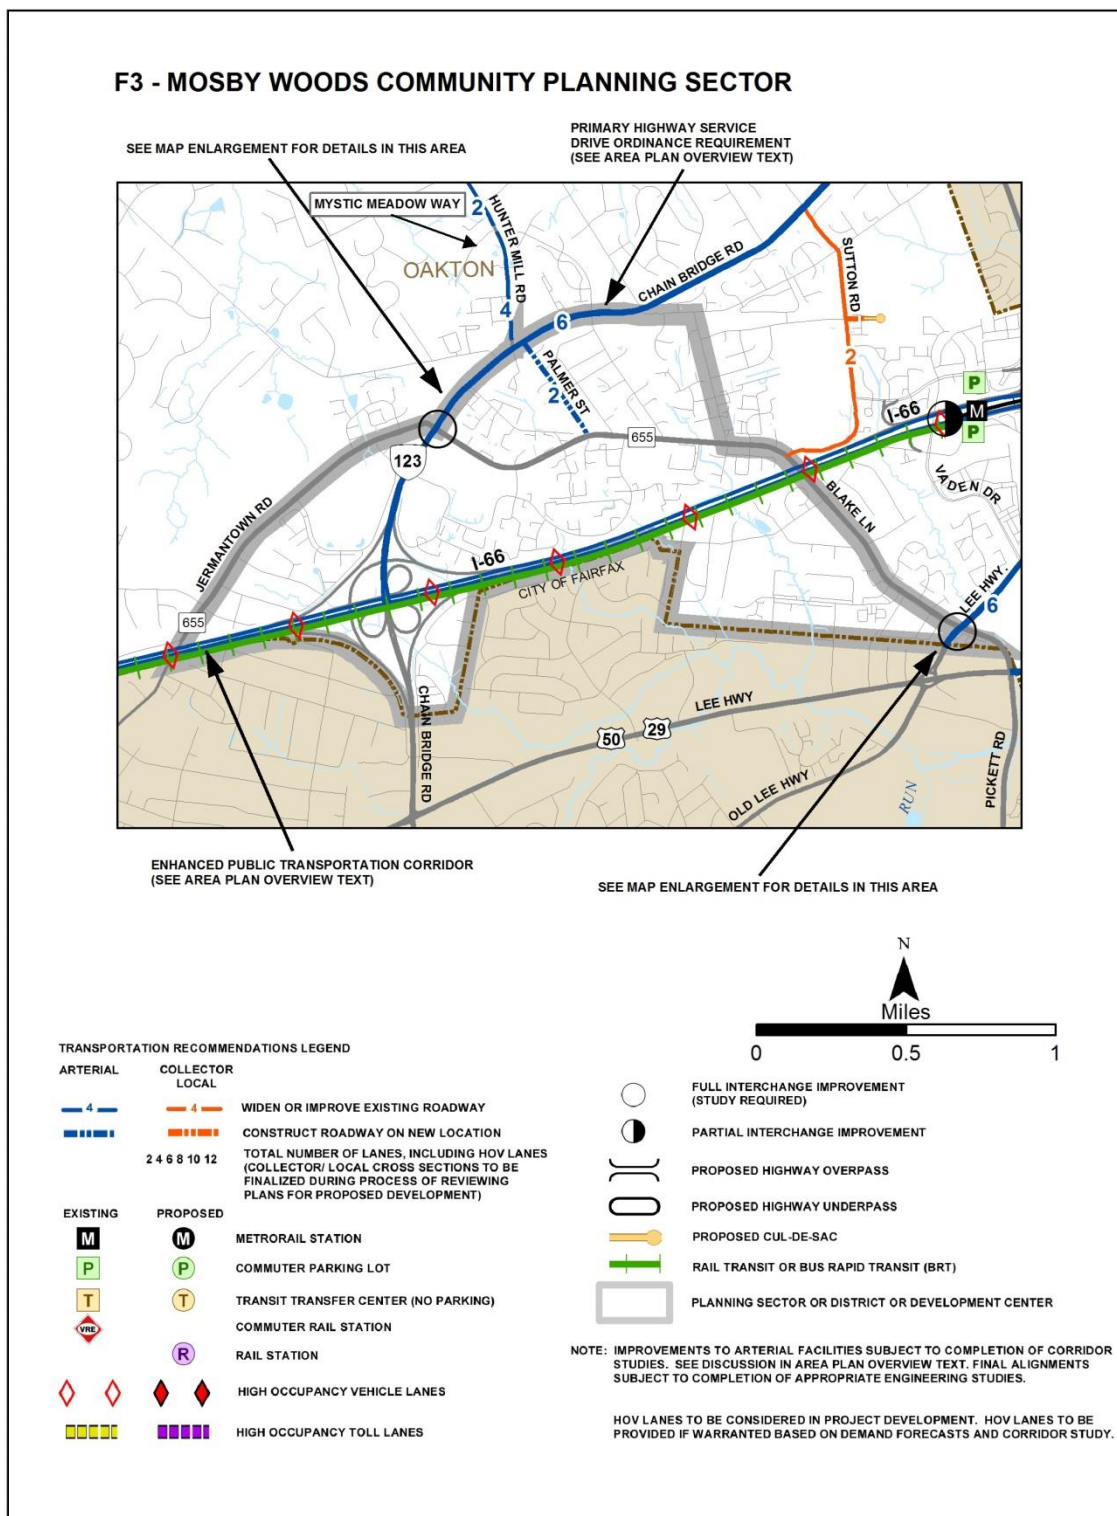 F3 - MOSBY WOODS COMMUNITY PLANNING SECTOR
SEE MAP ENLARGEMENT FOR DETAILS IN THIS AREA
PRIMARY HIGHWAY SERVICE
DRIVE ORDINANCE REQUIREMENT
(SEE AREA PLAN OVERVIEW TEXT)
MYSTIC MEADOW WAY
2
HUNTER MILL RD
OAKTON
4
6
CHAIN BRIDGE RD
SUTTON RD
2
PALMER ST
2
P
M
P
I-66
655
123
VADEN DR
BLAKE LN
JERMANTOWN RD
I-66
CITY OF FAIRFAX
LEE HWY.
6
655
CHAIN BRIDGE RD
LEE HWY
50
29
OLD LEE HWY
RUN
PICKETT RD
ENHANCED PUBLIC TRANSPORTATION CORRIDOR
(SEE AREA PLAN OVERVIEW TEXT)
SEE MAP ENLARGEMENT FOR DETAILS IN THIS AREA
N
Miles
0 0.5 1
TRANSPORTATION RECOMMENDATIONS LEGEND
ARTERIAL
COLLECTOR
LOCAL
4 4 WIDEN OR IMPROVE EXISTING ROADWAY
CONSTRUCT ROADWAY ON NEW LOCATION
2 4 6 8 10 12 TOTAL NUMBER OF LANES, INCLUDING HOV LANES
(COLLECTOR/ LOCAL CROSS SECTIONS TO BE
FINALIZED DURING PROCESS OF REVIEWING
PLANS FOR PROPOSED DEVELOPMENT)
EXISTING PROPOSED
M M METRORAIL STATION
P P COMMUTER PARKING LOT
T T TRANSIT TRANSFER CENTER (NO PARKING)
VRE COMMUTER RAIL STATION
R RAIL STATION
HIGH OCCUPANCY VEHICLE LANES
HIGH OCCUPANCY TOLL LANES
FULL INTERCHANGE IMPROVEMENT
(STUDY REQUIRED)
PARTIAL INTERCHANGE IMPROVEMENT
PROPOSED HIGHWAY OVERPASS
PROPOSED HIGHWAY UNDERPASS
PROPOSED CUL-DE-SAC
RAIL TRANSIT OR BUS RAPID TRANSIT (BRT)
PLANNING SECTOR OR DISTRICT OR DEVELOPMENT CENTER
NOTE: IMPROVEMENTS TO ARTERIAL FACILITIES SUBJECT TO COMPLETION OF CORRIDOR
STUDIES. SEE DISCUSSION IN AREA PLAN OVERVIEW TEXT. FINAL ALIGNMENTS
SUBJECT TO COMPLETION OF APPROPRIATE ENGINEERING STUDIES.
HOV LANES TO BE CONSIDERED IN PROJECT DEVELOPMENT. HOV LANES TO BE
PROVIDED IF WARRANTED BASED ON DEMAND FORECASTS AND CORRIDOR STUDY.